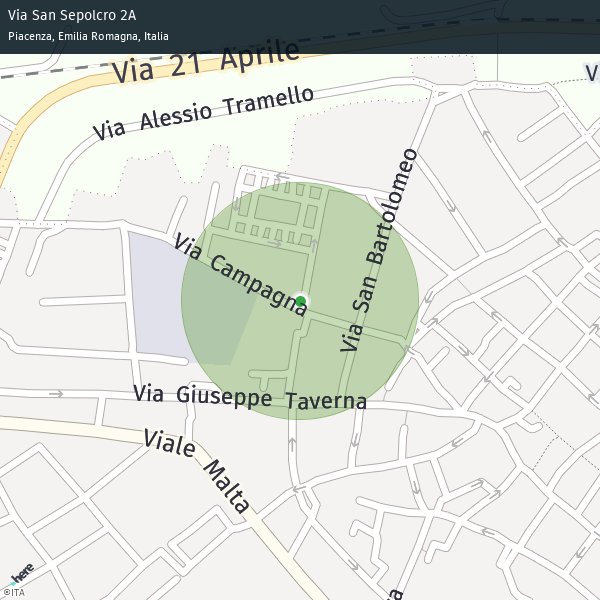 Via San Sepolcro 2A
Piacenza, Emilia Romagna, Italia
Via 21 Aprile
V
Via Alessio Tramello
Via San Bartolomeo
Via Campagna
Via Giuseppe Taverna
Viale Malta
here
©ITA
a